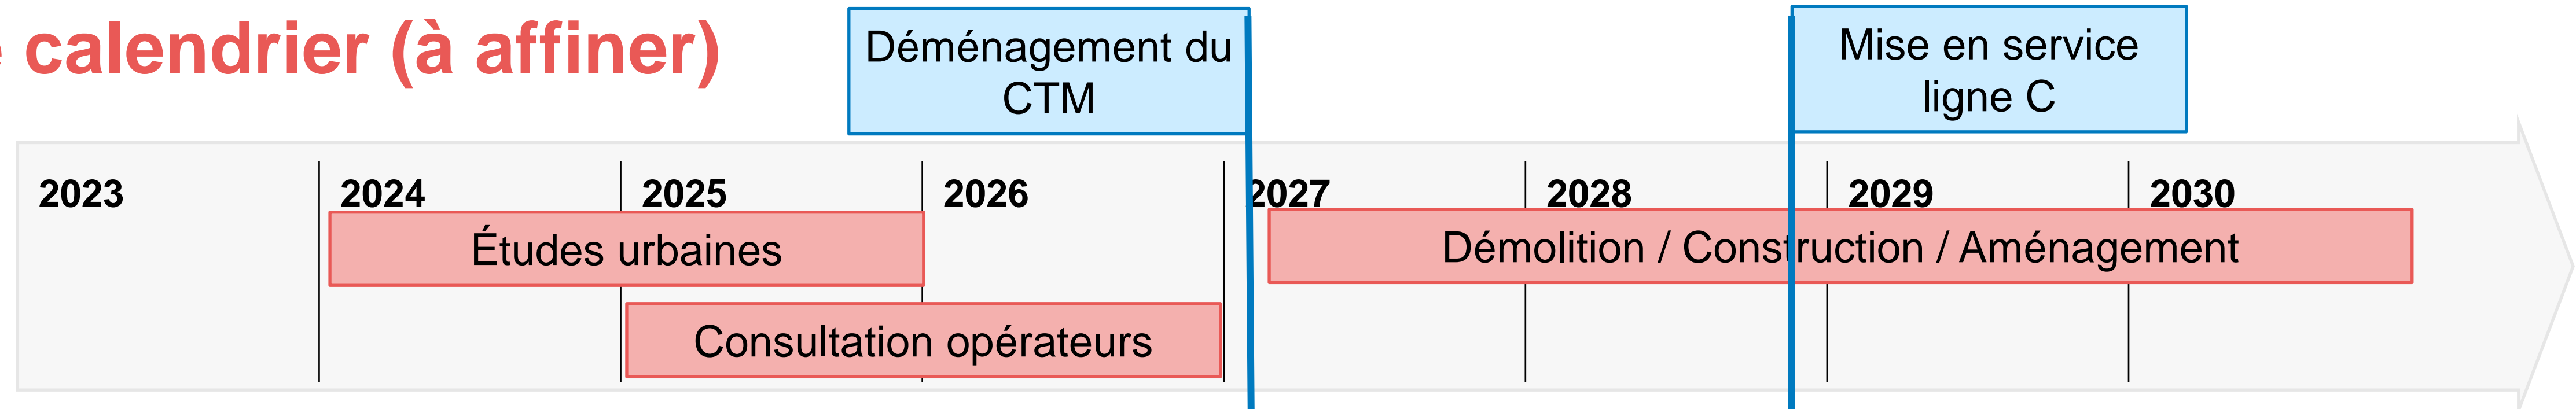 calendrier (à affiner)
Déménagement du
CTM
Mise en service
ligne C
2023 2024 2025 2026 2027 2028 2029 2030
Études urbaines
Démolition / Construction / Aménagement
Consultation opérateurs